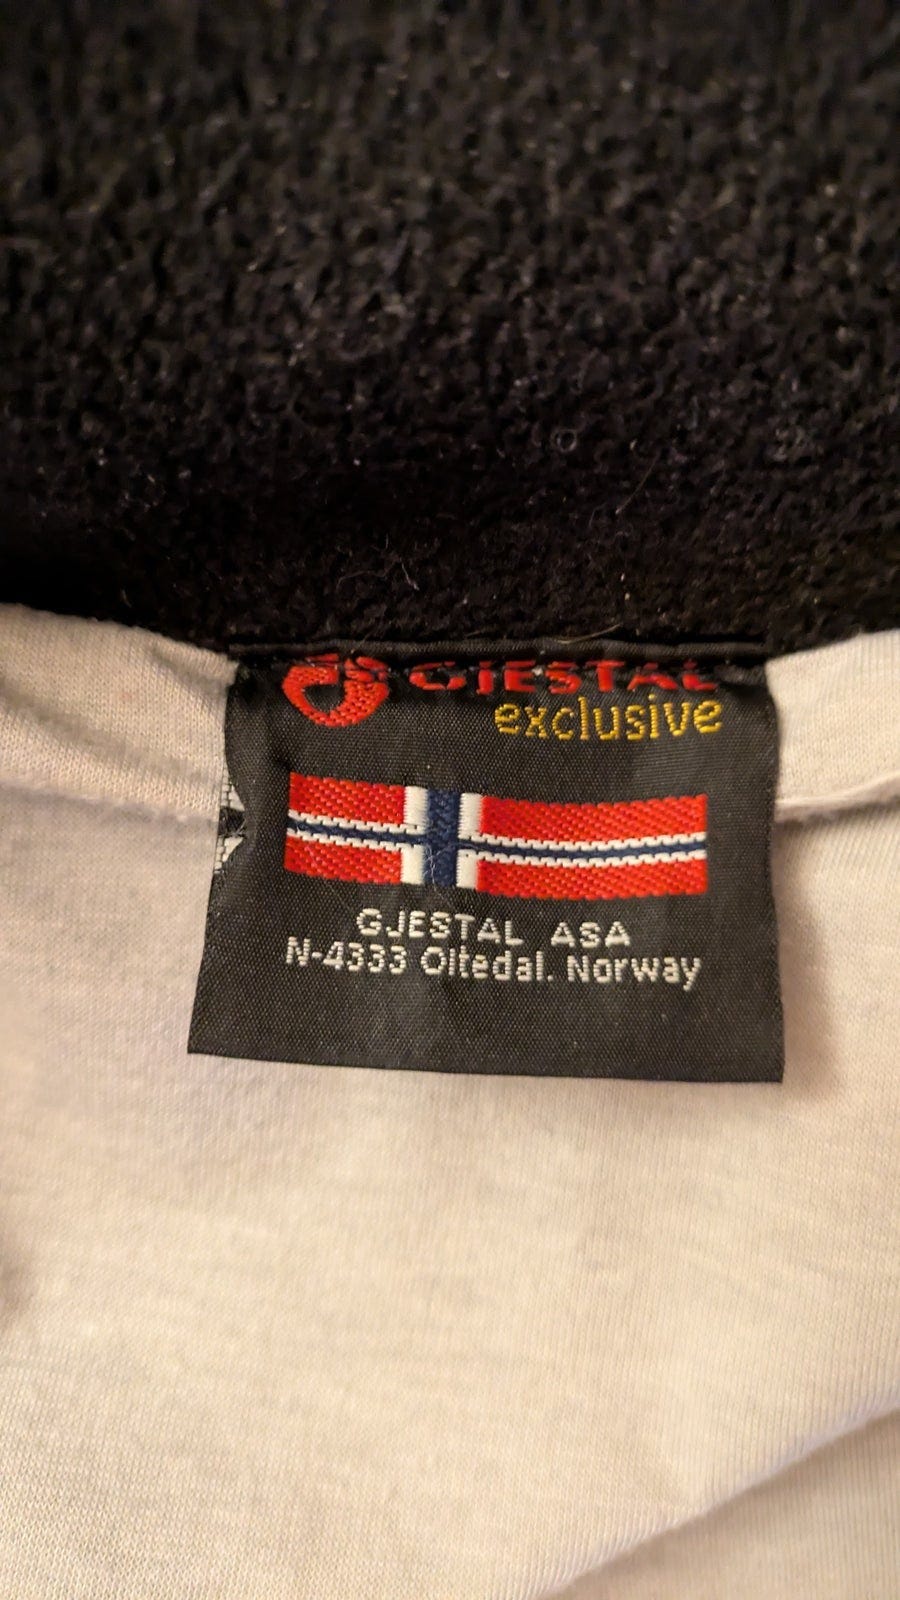 GJESTAL
exclusive
GJESTAL ASA
N-4333 Oltedal. Norway